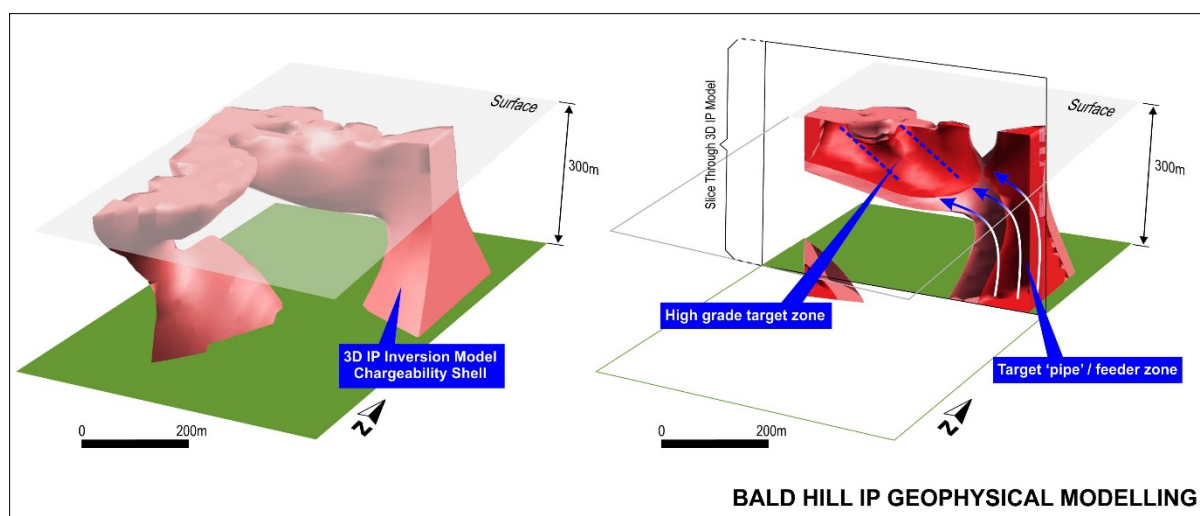 Surface
300m
3D IP Inversion Model
Chargeability Shell
0 200m
N
Slice Through 3D IP Model
Surface
300m
High grade target zone
Target ‘pipe’ / feeder zone
0 200m
N
BALD HILL IP GEOPHYSICAL MODELLING